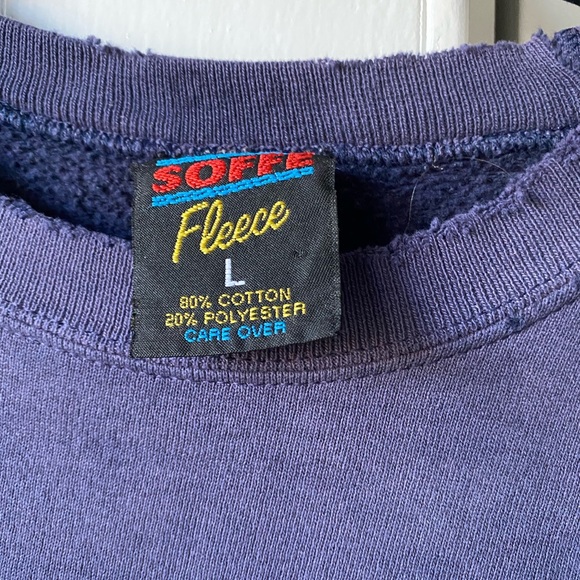 SOFFE
Fleece
L
80% COTTON
20% POLYESTER
CARE OVER